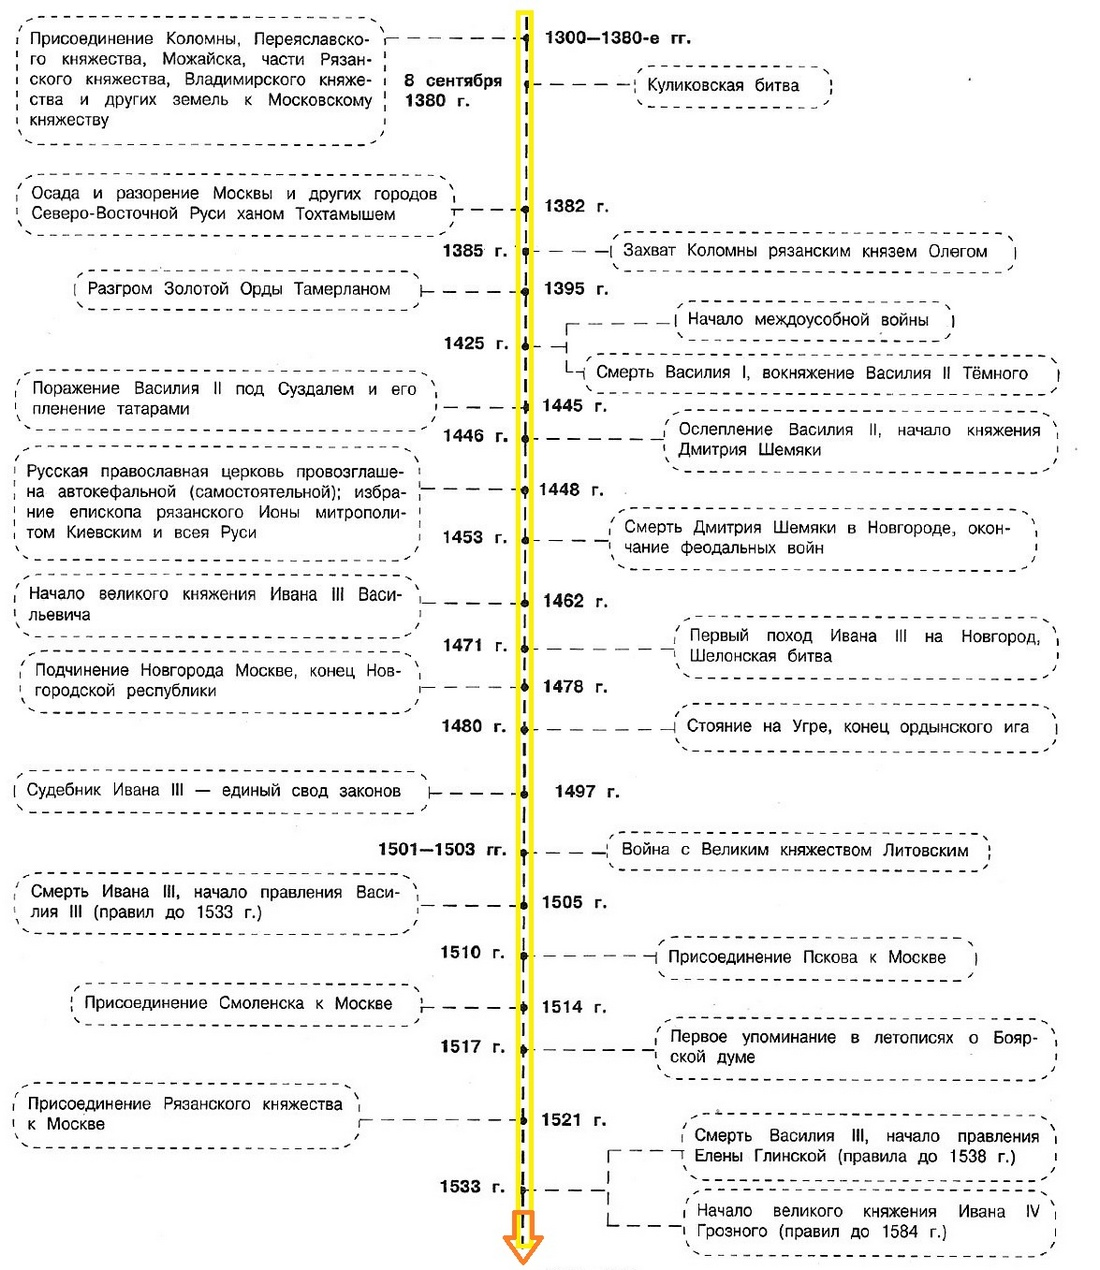 Присоединение Коломны, Переяславско-
го княжества, Можайска, части Рязан-
ского княжества, Владимирского княже-
ства и других земель к Московскому
княжеству
1300—1380-е гг.
8 сентября
1380 г.
Куликовская битва
Осада и разорение Москвы и других городов
Северо-Восточной Руси ханом Тохтамышем
1382 г.
1385 г.
Захват Коломны рязанским князем Олегом
Разгром Золотой Орды Тамерланом
1395 г.
1425 г.
Начало междоусобной войны
Смерть Василия I, вокняжение Василия II Тёмного
Поражение Василия II под Суздалем и его
пленение татарами
1445 г.
1446 г.
Ослепление Василия II, начало княжения
Дмитрия Шемяки
Русская православная церковь провозглаше-
на автокефальной (самостоятельной); избра-
ние епископа рязанского Ионы митрополи-
том Киевским и всея Руси
1448 г.
1453 г.
Смерть Дмитрия Шемяки в Новгороде, окон-
чание феодальных войн
Начало великого княжения Ивана III Васи-
льевича
1462 г.
1471 г.
Первый поход Ивана III на Новгород,
Шелонская битва
Подчинение Новгорода Москве, конец Нов-
городской республики
1478 г.
1480 г.
Стояние на Угре, конец ордынского ига
Судебник Ивана III — единый свод законов
1497 г.
1501—1503 гг.
Война с Великим княжеством Литовским
Смерть Ивана III, начало правления Васи-
лия III (правил до 1533 г.)
1505 г.
1510 г.
Присоединение Пскова к Москве
Присоединение Смоленска к Москве
1514 г.
1517 г.
Первое упоминание в летописях о Бояр-
ской думе
Присоединение Рязанского княжества
к Москве
1521 г.
1533 г.
Смерть Василия III, начало правления
Елены Глинской (правила до 1538 г.)
Начало великого княжения Ивана IV
Грозного (правил до 1584 г.)